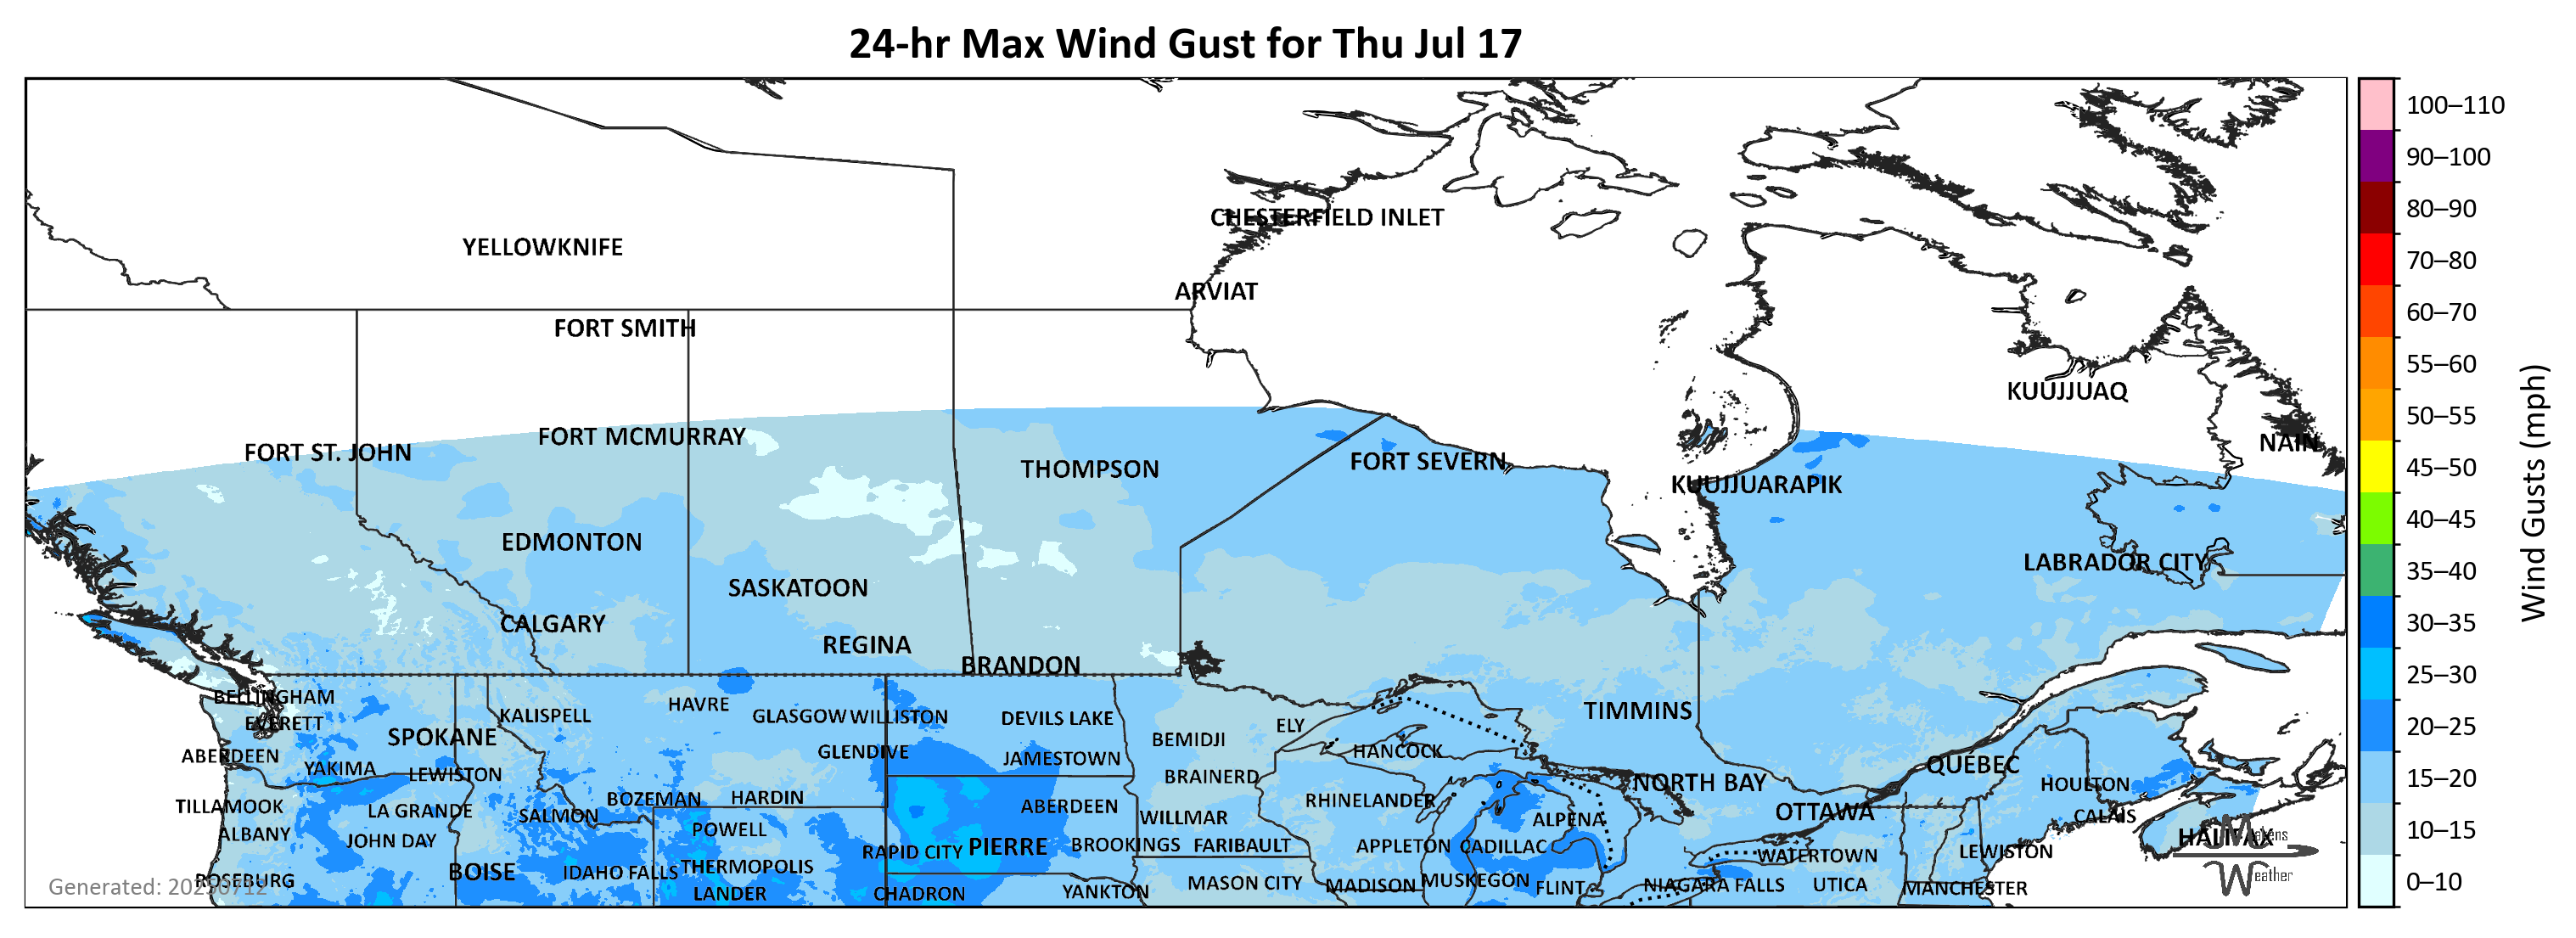 24-hr Max Wind Gust for Thu Jul 17
100–110
90–100
CHESTERFIELD INLET
80–90
YELLOWKNIFE
70–80
ARVIAT
60–70
FORT SMITH
55–60
KUUJJUAQ
50–55
FORT MCMURRAY
NAIN
FORT ST. JOHN
FORT SEVERN
45–50
THOMPSON
KUUJJUARAPIK
40–45
EDMONTON
LABRADOR CITY
35–40
Wind Gusts (mph)
SASKATOON
CALGARY
30–35
REGINA
BRANDON
25–30
BELLINGHAM
HAVRE
TIMMINS
KALISPELL
GLASGOW
WILLISTON
DEVILS LAKE
EVERETT
ELY
20–25
SPOKANE
BEMIDJI
HANCOCK
ABERDEEN
GLENDIVE
JAMESTOWN
QUEBEC
YAKIMA
LEWISTON
BRAINERD
15–20
NORTH BAY
HOULTON
BOZEMAN
HARDIN
RHINELANDER
TILLAMOOK
LA GRANDE
ABERDEEN
OTTAWA
SALMON
WILLMAR
ALPENA
CALAIS
ALBANY
POWELL
10–15
HALIFAX
Makens
JOHN DAY
RAPID CITY
PIERRE
BROOKINGS
FARIBAULT
APPLETON
CADILLAC
WATERTOWN
LEWISTON
BOISE
IDAHO FALLS
THERMOPOLIS
Weather
ROSEBURG
MASON CITY
MADISON
MUSKEGON
FLINT
NIAGARA FALLS
UTICA
MANCHESTER
0–10
Generated: 20250712
LANDER
CHADRON
YANKTON